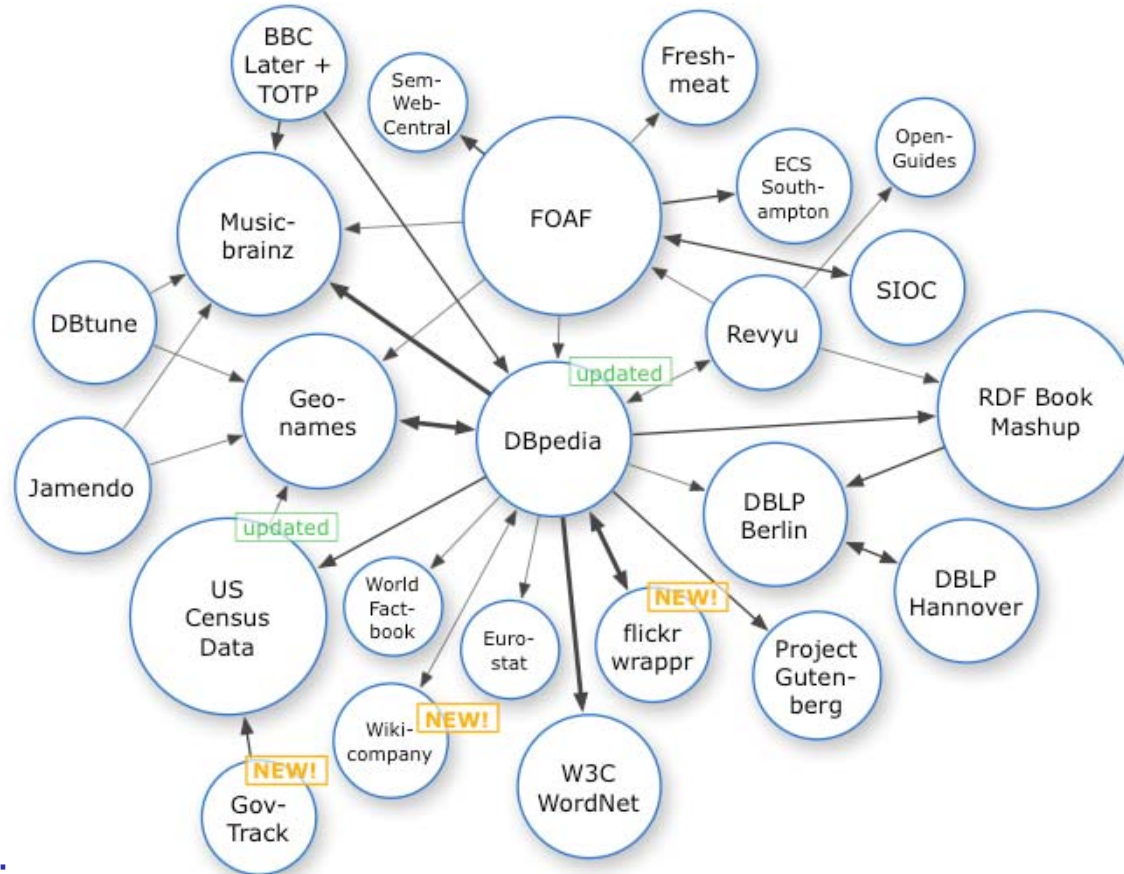 BBC
Later +
TOTP
Sem-
Web-
Central
Fresh-
meat
Open-
Guides
ECS
South-
ampton
FOAF
Music-
brainz
SIOC
DBtune
Revyu
updated
RDF Book
Mashup
Geo-
names
DBpedia
Jamendo
DBLP
Berlin
updated
US
Census
Data
World
Fact-
book
Euro-
stat
NEW!
flickr
wrappr
DBLP
Hannover
Project
Guten-
berg
NEW!
Wiki-
company
W3C
WordNet
NEW!
Gov-
Track
.